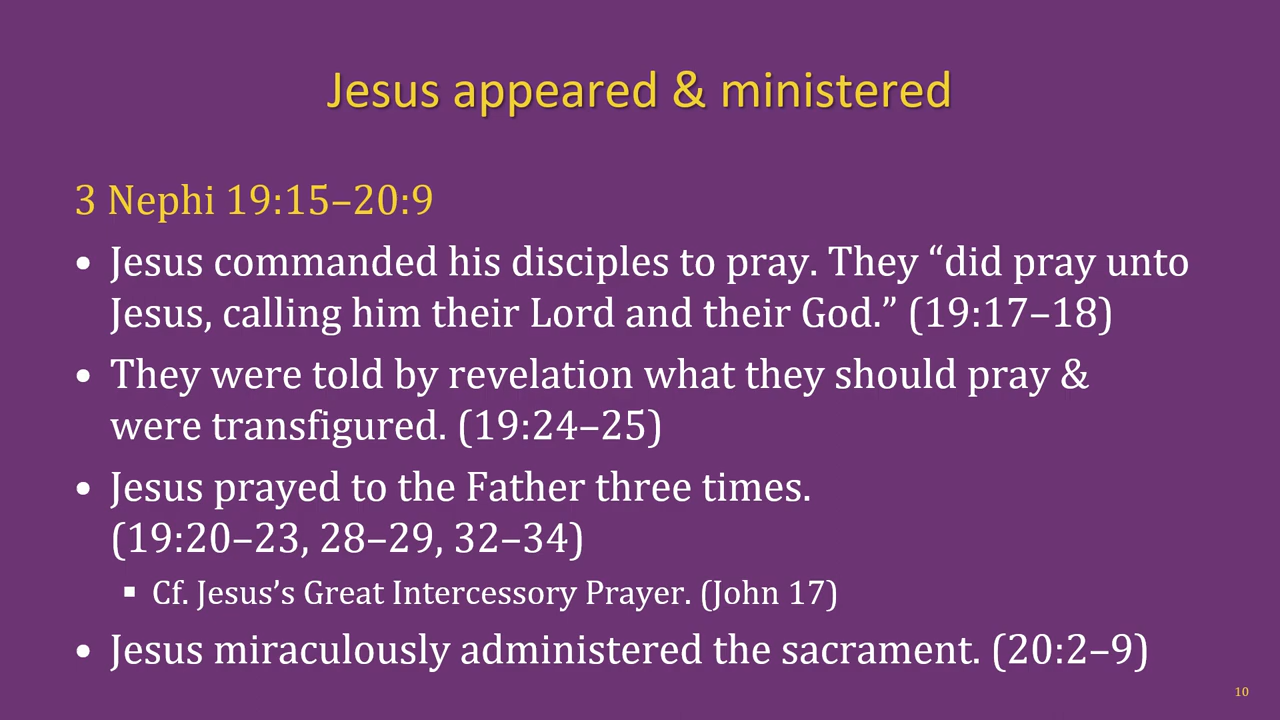 Jesus appeared & ministered
3 Nephi 19:15–20:9
• Jesus commanded his disciples to pray. They “did pray unto
Jesus, calling him their Lord and their God.” (19:17–18)
• They were told by revelation what they should pray &
were transfigured. (19:24–25)
• Jesus prayed to the Father three times.
(19:20–23, 28–29, 32–34)
▪ Cf. Jesus’s Great Intercessory Prayer. (John 17)
• Jesus miraculously administered the sacrament. (20:2–9)
10